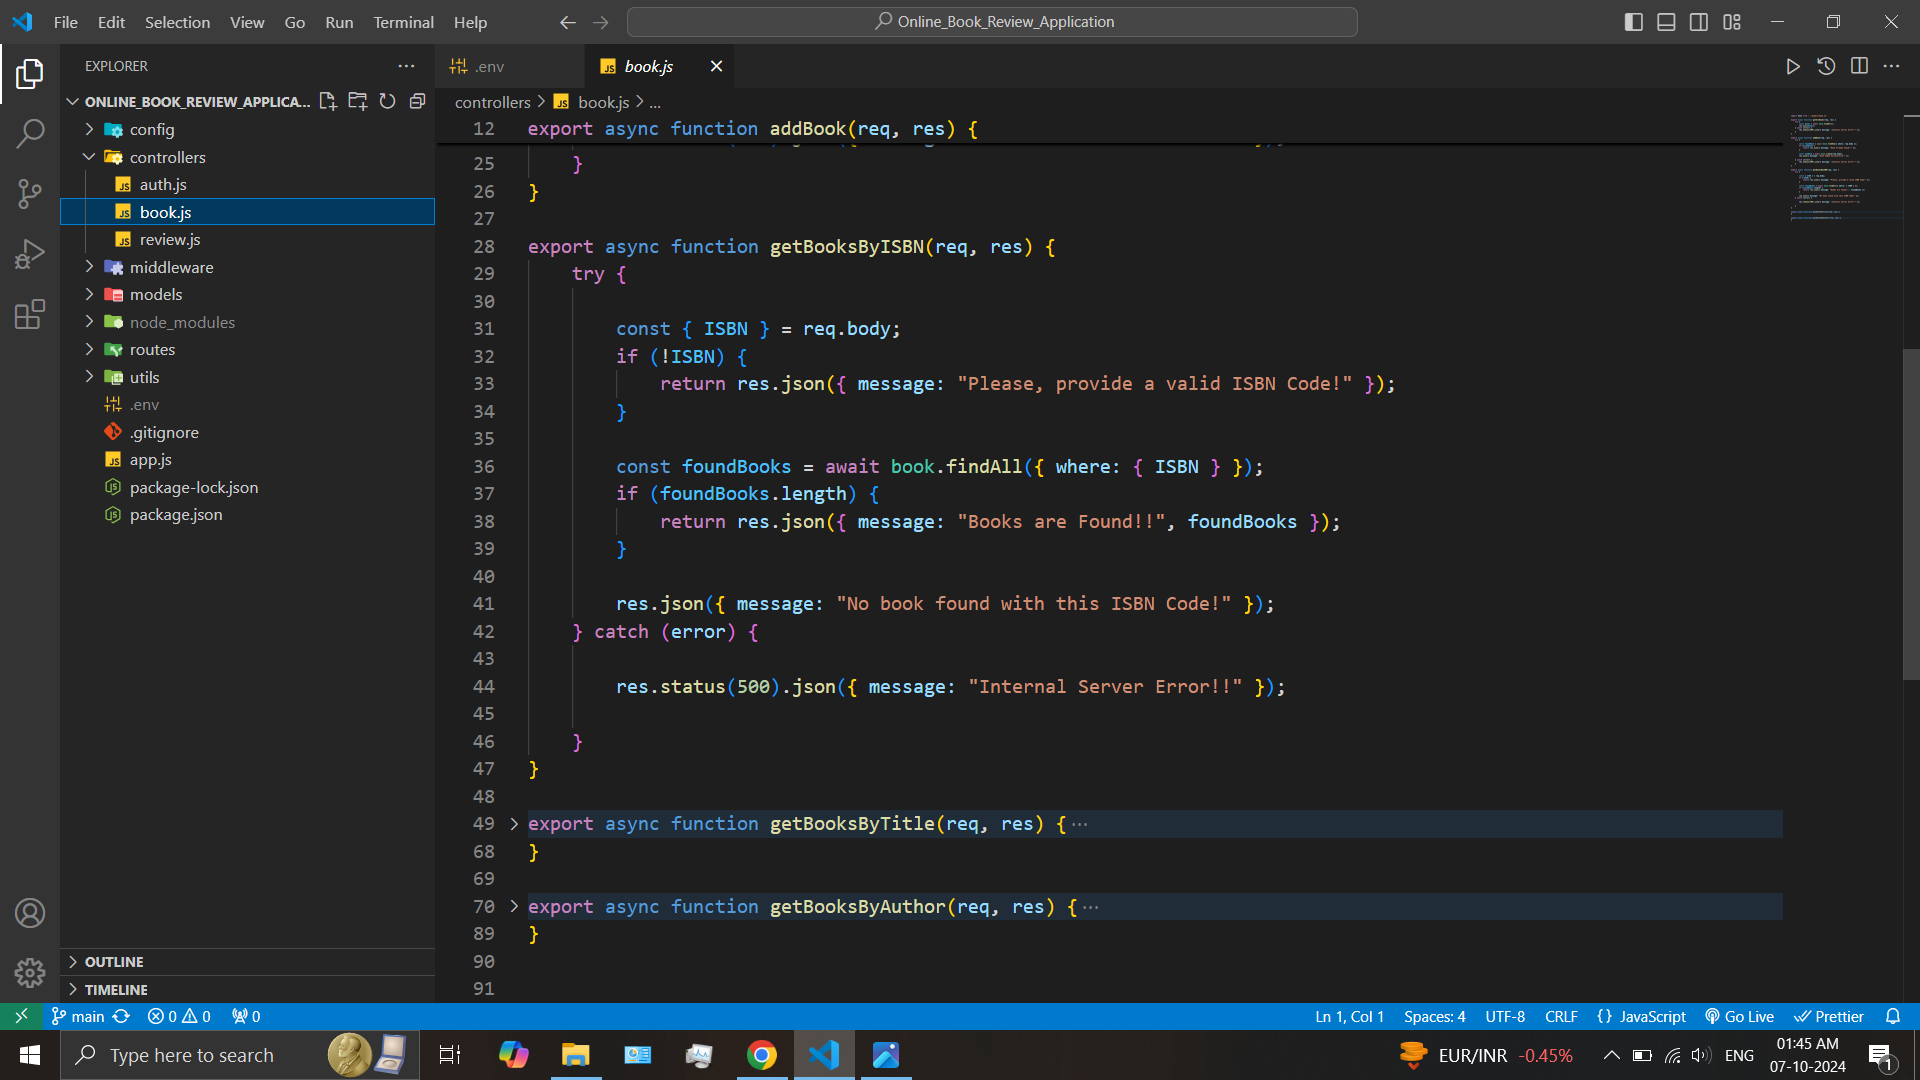 File Edit Selection View Go Run Terminal Help
Online_Book_Review_Application
EXPLORER
ONLINE_BOOK_REVIEW_APPLICA...
config
controllers
auth.js
book.js
review.js
middleware
models
node_modules
routes
utils
.env
.gitignore
app.js
package-lock.json
package.json
OUTLINE
TIMELINE
.env
book.js
controllers > book.js > ...
12 export async function addBook(req, res) {
25 }
26 }
27
28 export async function getBooksByISBN(req, res) {
29 try {
30
31 const { ISBN } = req.body;
32 if (!ISBN) {
33 return res.json({ message: "Please, provide a valid ISBN Code!" });
34 }
35
36 const foundBooks = await book.findAll({ where: { ISBN } });
37 if (foundBooks.length) {
38 return res.json({ message: "Books are Found!!", foundBooks });
39 }
40
41 res.json({ message: "No book found with this ISBN Code!" });
42 } catch (error) {
43
44 res.status(500).json({ message: "Internal Server Error!!" });
45
46 }
47 }
48
49 export async function getBooksByTitle(req, res) {···
68 }
69
70 export async function getBooksByAuthor(req, res) {···
89 }
90
91
main 0 0 0
Ln 1, Col 1 Spaces: 4 UTF-8 CRLF {} JavaScript Go Live Prettier
Type here to search
EUR/INR -0.45%
ENG
01:45 AM
07-10-2024
1